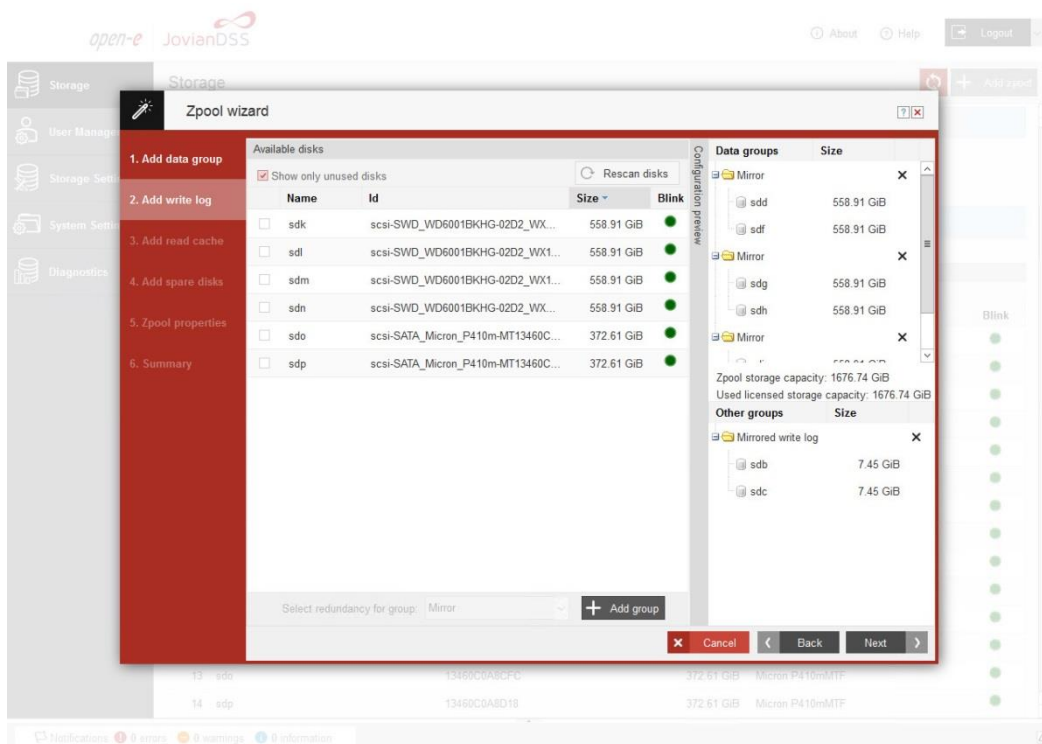 open-e JovianDSS
About Help Logout
Storage
Storage
Zpool wizard
User Manage
Storage Setti
System Setti
Diagnostics
1. Add data group
2. Add write log
3. Add read cache
4. Add spare disks
5. Zpool properties
6. Summary
Available disks
Show only unused disks
Rescan disks
Name Id Size Blink
sdk scsi-SWD_WD6001BKHG-02D2_WX... 558.91 GiB
sdl scsi-SWD_WD6001BKHG-02D2_WX1... 558.91 GiB
sdm scsi-SWD_WD6001BKHG-02D2_WX1... 558.91 GiB
sdn scsi-SWD_WD6001BKHG-02D2_WX... 558.91 GiB
sdo scsi-SATA_Micron_P410m-MT13460C... 372.61 GiB
sdp scsi-SATA_Micron_P410m-MT13460C... 372.61 GiB
Select redundancy for group: Mirror
Add group
Configuration preview
Data groups Size
Mirror
sdd 558.91 GiB
sdf 558.91 GiB
Mirror
sdg 558.91 GiB
sdh 558.91 GiB
Mirror
Zpool storage capacity: 1676.74 GiB
Used licensed storage capacity: 1676.74 GiB
Other groups Size
Mirrored write log
sdb 7.45 GiB
sdc 7.45 GiB
Cancel Back Next
Blink
13 sdo 13460C0A8CFC 372.61 GiB Micron P410mMTF
14 sdp 13460C0A8D18 372.61 GiB Micron P410mMTF
Notifications: 0 errors 0 warnings 0 information